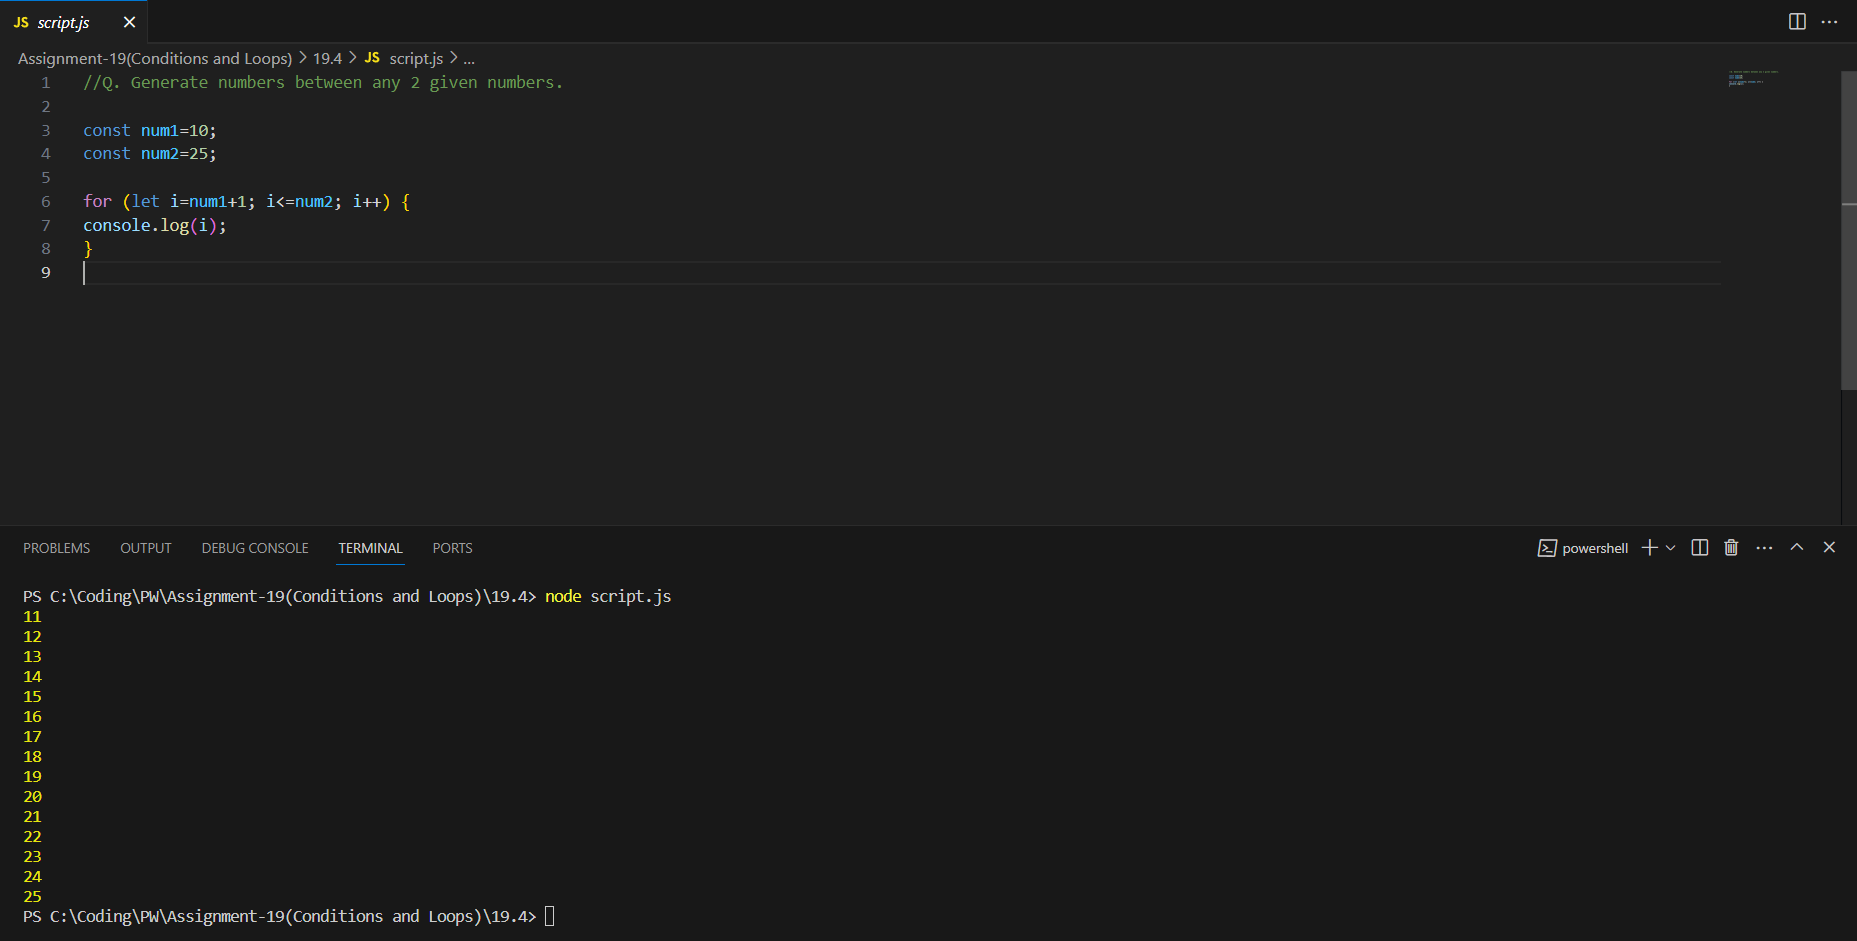 JS script.js
Assignment-19(Conditions and Loops) > 19.4 > JS script.js > ...
1 //Q. Generate numbers between any 2 given numbers.
2
3 const num1=10;
4 const num2=25;
5
6 for (let i=num1+1; i<=num2; i++) {
7 console.log(i);
8 }
9
PROBLEMS OUTPUT DEBUG CONSOLE TERMINAL PORTS powershell
PS C:\Coding\PW\Assignment-19(Conditions and Loops)\19.4> node script.js
11
12
13
14
15
16
17
18
19
20
21
22
23
24
25
PS C:\Coding\PW\Assignment-19(Conditions and Loops)\19.4>